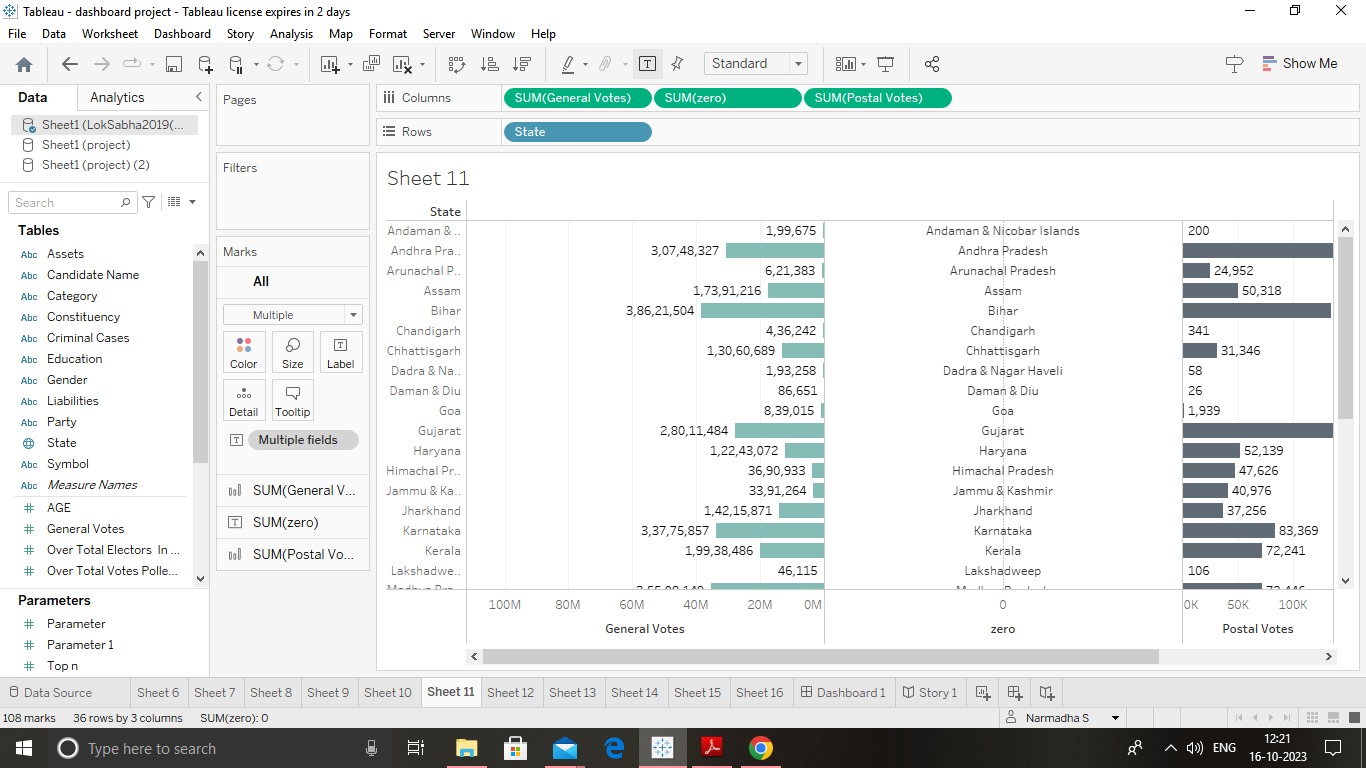 Tableau - dashboard project - Tableau license expires in 2 days
File Data Worksheet Dashboard Story Analysis Map Format Server Window Help
Standard Show Me
Data Analytics
Sheet1 (LokSabha2019(...
Sheet1 (project)
Sheet1 (project) (2)
Search
Tables
Abc Assets
Abc Candidate Name
Abc Category
Abc Constituency
Abc Criminal Cases
Abc Education
Abc Gender
Abc Liabilities
Abc Party
State
Abc Symbol
Abc Measure Names
# AGE
# General Votes
# Over Total Electors In ...
# Over Total Votes Polle...
Parameters
# Parameter
# Parameter 1
# Top n
Pages
Filters
Marks
All
Multiple
Color Size Label
Detail Tooltip
Multiple fields
SUM(General V...
SUM(zero)
SUM(Postal Vo...
Columns SUM(General Votes) SUM(zero) SUM(Postal Votes)
Rows State
Sheet 11
State
Andaman & .. 1,99,675 Andaman & Nicobar Islands 200
Andhra Pra.. 3,07,48,327 Andhra Pradesh
Arunachal P.. 6,21,383 Arunachal Pradesh 24,952
Assam 1,73,91,216 Assam 50,318
Bihar 3,86,21,504 Bihar
Chandigarh 4,36,242 Chandigarh 341
Chhattisgarh 1,30,60,689 Chhattisgarh 31,346
Dadra & Na.. 1,93,258 Dadra & Nagar Haveli 58
Daman & Diu 86,651 Daman & Diu 26
Goa 8,39,015 Goa 1,939
Gujarat 2,80,11,484 Gujarat
Haryana 1,22,43,072 Haryana 52,139
Himachal Pr.. 36,90,933 Himachal Pradesh 47,626
Jammu & Ka.. 33,91,264 Jammu & Kashmir 40,976
Jharkhand 1,42,15,871 Jharkhand 37,256
Karnataka 3,37,75,857 Karnataka 83,369
Kerala 1,99,38,486 Kerala 72,241
Lakshadwe.. 46,115 Lakshadweep 106
100M 80M 60M 40M 20M 0M 0 0K 50K 100K
General Votes zero Postal Votes
Data Source Sheet 6 Sheet 7 Sheet 8 Sheet 9 Sheet 10 Sheet 11 Sheet 12 Sheet 13 Sheet 14 Sheet 15 Sheet 16 Dashboard 1 Story 1
108 marks 36 rows by 3 columns SUM(zero): 0 Narmadha S
Type here to search ENG 12:21
16-10-2023